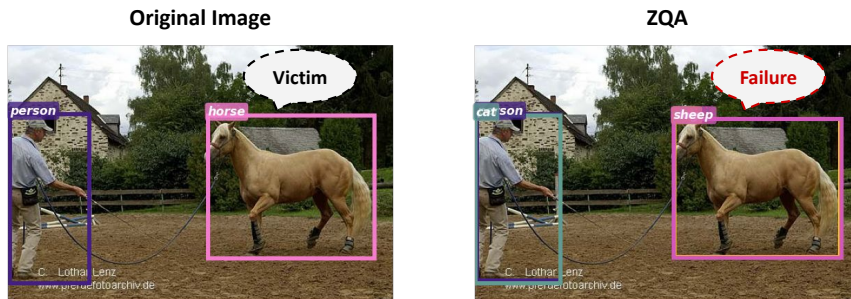 Original Image
ZQA
Victim
Failure
person
horse
cat
son
sheep
C. Lothar Lenz
www.pferdefotoarchiv.de
C. Lothar Lenz
www.pferdefotoarchiv.de